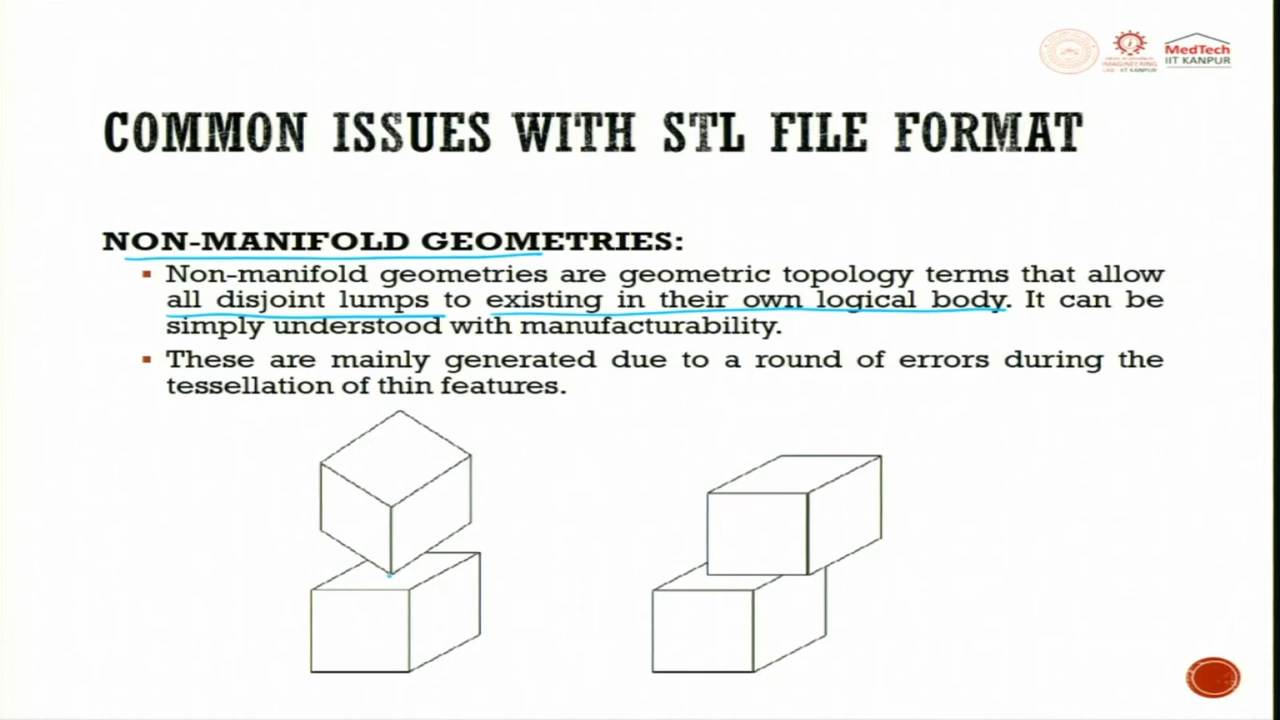 MedTech
IIT KANPUR
COMMON ISSUES WITH STL FILE FORMAT
NON-MANIFOLD GEOMETRIES:
Non-manifold geometries are geometric topology terms that allow
all disjoint lumps to existing in their own logical body. It can be
simply understood with manufacturability.
These are mainly generated due to a round of errors during the
tessellation of thin features.